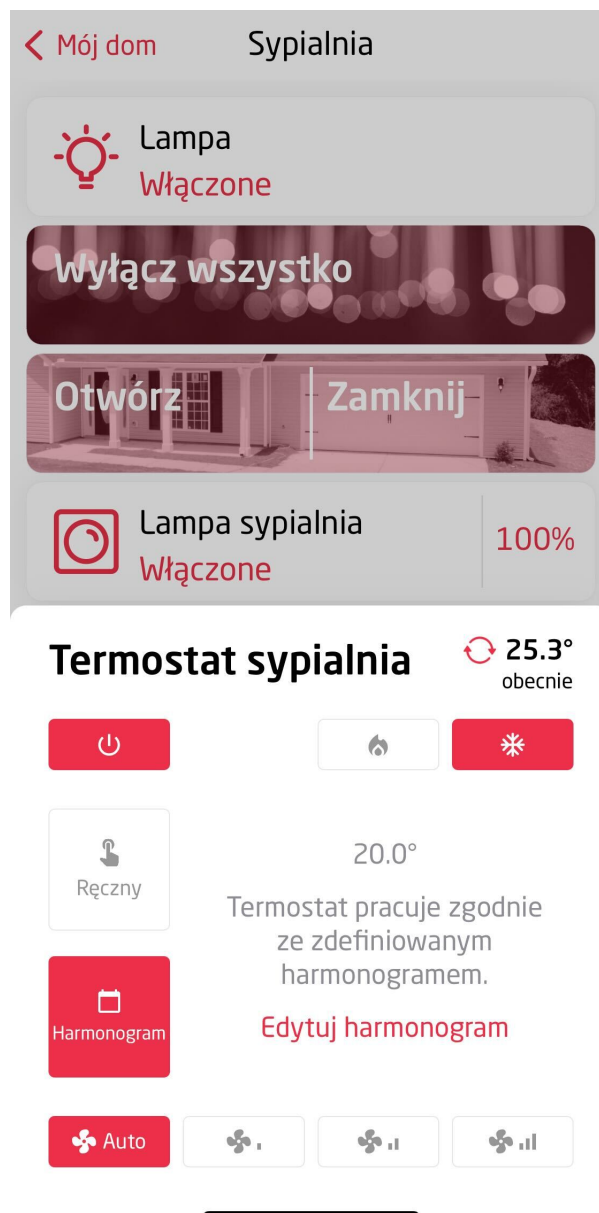 Mój dom
Sypialnia
Lampa
Włączone
Wyłącz wszystko
Otwórz
Zamknij
Lampa sypialnia
Włączone
100%
Termostat sypialnia
25.3°
obecnie
Ręczny
20.0°
Termostat pracuje zgodnie
ze zdefiniowanym
harmonogramem.
Harmonogram
Edytuj harmonogram
Auto